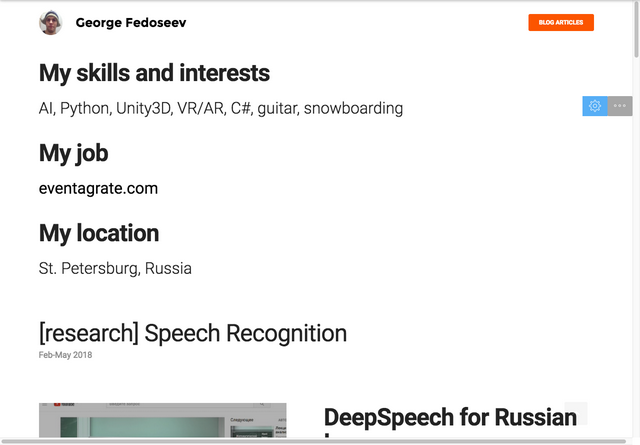 George Fedoseev
BLOG ARTICLES
My skills and interests
AI, Python, Unity3D, VR/AR, C#, guitar, snowboarding
My job
eventagrate.com
My location
St. Petersburg, Russia
[research] Speech Recognition
Feb-May 2018
DeepSpeech for Russian